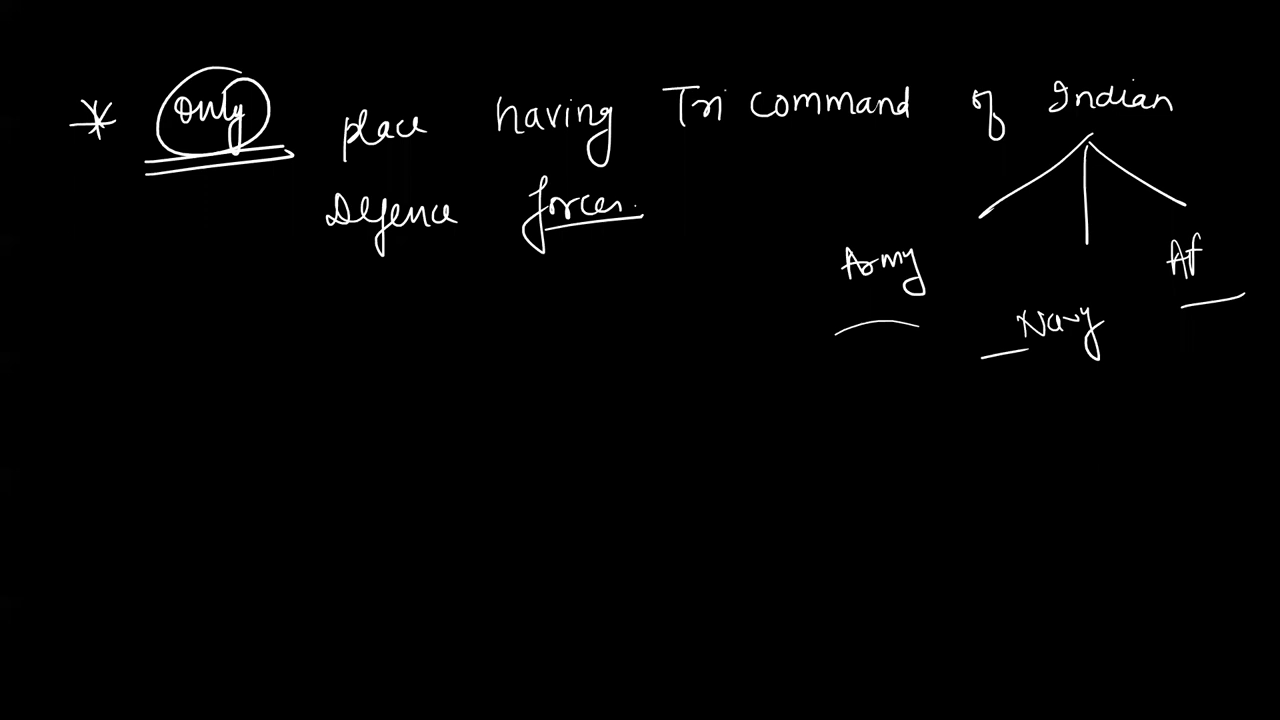 * Only place having Tri command of Indian
Defence forces.
Army
Navy
AF